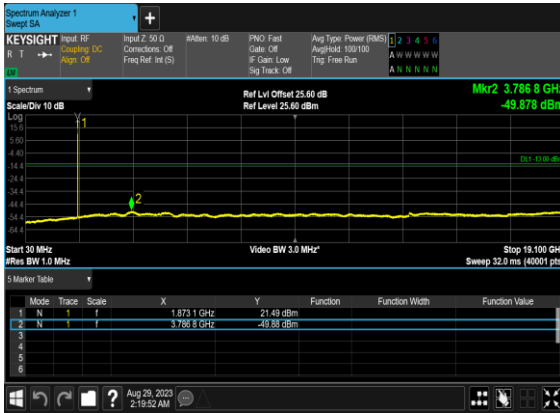 Spectrum Analyzer 1
Swept SA
+
KEYSIGHT
R T
Input: RF
Coupling: DC
Align: Off
Input Z: 50 Ω
Corrections: Off
Freq Ref: Int (S)
#Atten: 10 dB
PNO: Fast
Gate: Off
IF Gain: Low
Sig Track: Off
Avg Type: Power (RMS)
Avg|Hold: 100/100
Trig: Free Run
1 2 3 4 5 6
A W W W W W
A N N N N N
1 Spectrum
Scale/Div 10 dB
Ref Lvl Offset 25.60 dB
Ref Level 25.60 dBm
Mkr2 3.786 8 GHz
-49.878 dBm
Log
15.6
5.60
-4.40
-14.4
-24.4
-34.4
-44.4
-54.4
-64.4
1
2
DL1 -13.00 dBm
Start 30 MHz
#Res BW 1.0 MHz
Video BW 3.0 MHz*
Stop 19.100 GHz
Sweep 32.0 ms (40001 pts)
5 Marker Table
Mode Trace Scale X Y Function Function Width Function Value
1 N 1 f 1.873 1 GHz 21.49 dBm
2 N 1 f 3.786 8 GHz -49.88 dBm
3
4
5
6
?
Aug 29, 2023
2:19:52 AM